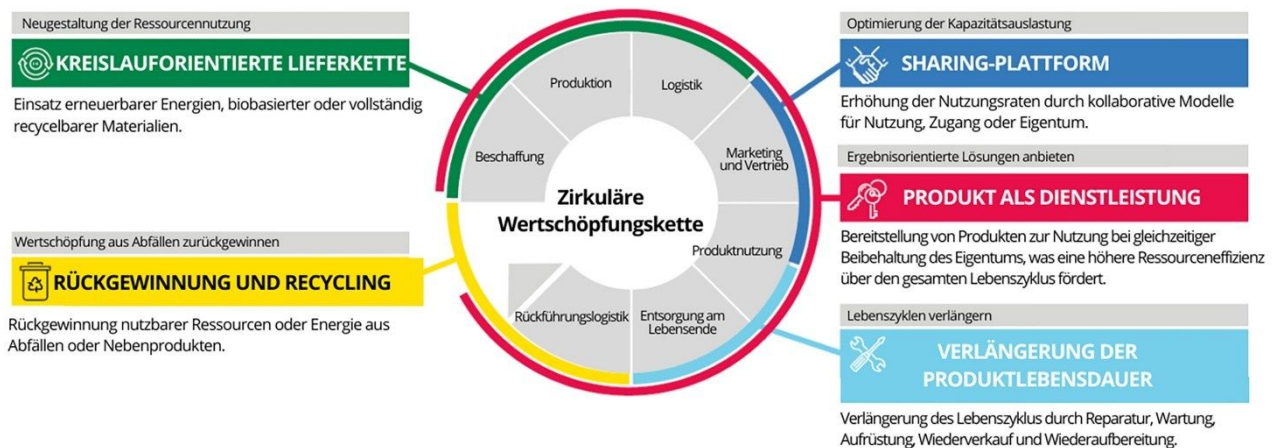 Neugestaltung der Ressourcennutzung
KREISLAUFORIENTIERTE LIEFERKETTE
Einsatz erneuerbarer Energien, biobasierter oder vollständig
recycelbarer Materialien.
Wertschöpfung aus Abfällen zurückgewinnen
RÜCKGEWINNUNG UND RECYCLING
Rückgewinnung nutzbarer Ressourcen oder Energie aus
Abfällen oder Nebenprodukten.
Zirkuläre
Wertschöpfungskette
Beschaffung
Produktion
Logistik
Marketing
und Vertrieb
Produktnutzung
Entsorgung am
Lebensende
Rückführungslogistik
Optimierung der Kapazitätsauslastung
SHARING-PLATTFORM
Erhöhung der Nutzungsraten durch kollaborative Modelle
für Nutzung, Zugang oder Eigentum.
Ergebnisorientierte Lösungen anbieten
PRODUKT ALS DIENSTLEISTUNG
Bereitstellung von Produkten zur Nutzung bei gleichzeitiger
Beibehaltung des Eigentums, was eine höhere Ressourceneffizienz
über den gesamten Lebenszyklus fördert.
Lebenszyklen verlängern
VERLÄNGERUNG DER
PRODUKTLEBENSDAUER
Verlängerung des Lebenszyklus durch Reparatur, Wartung,
Aufrüstung, Wiederverkauf und Wiederaufbereitung.